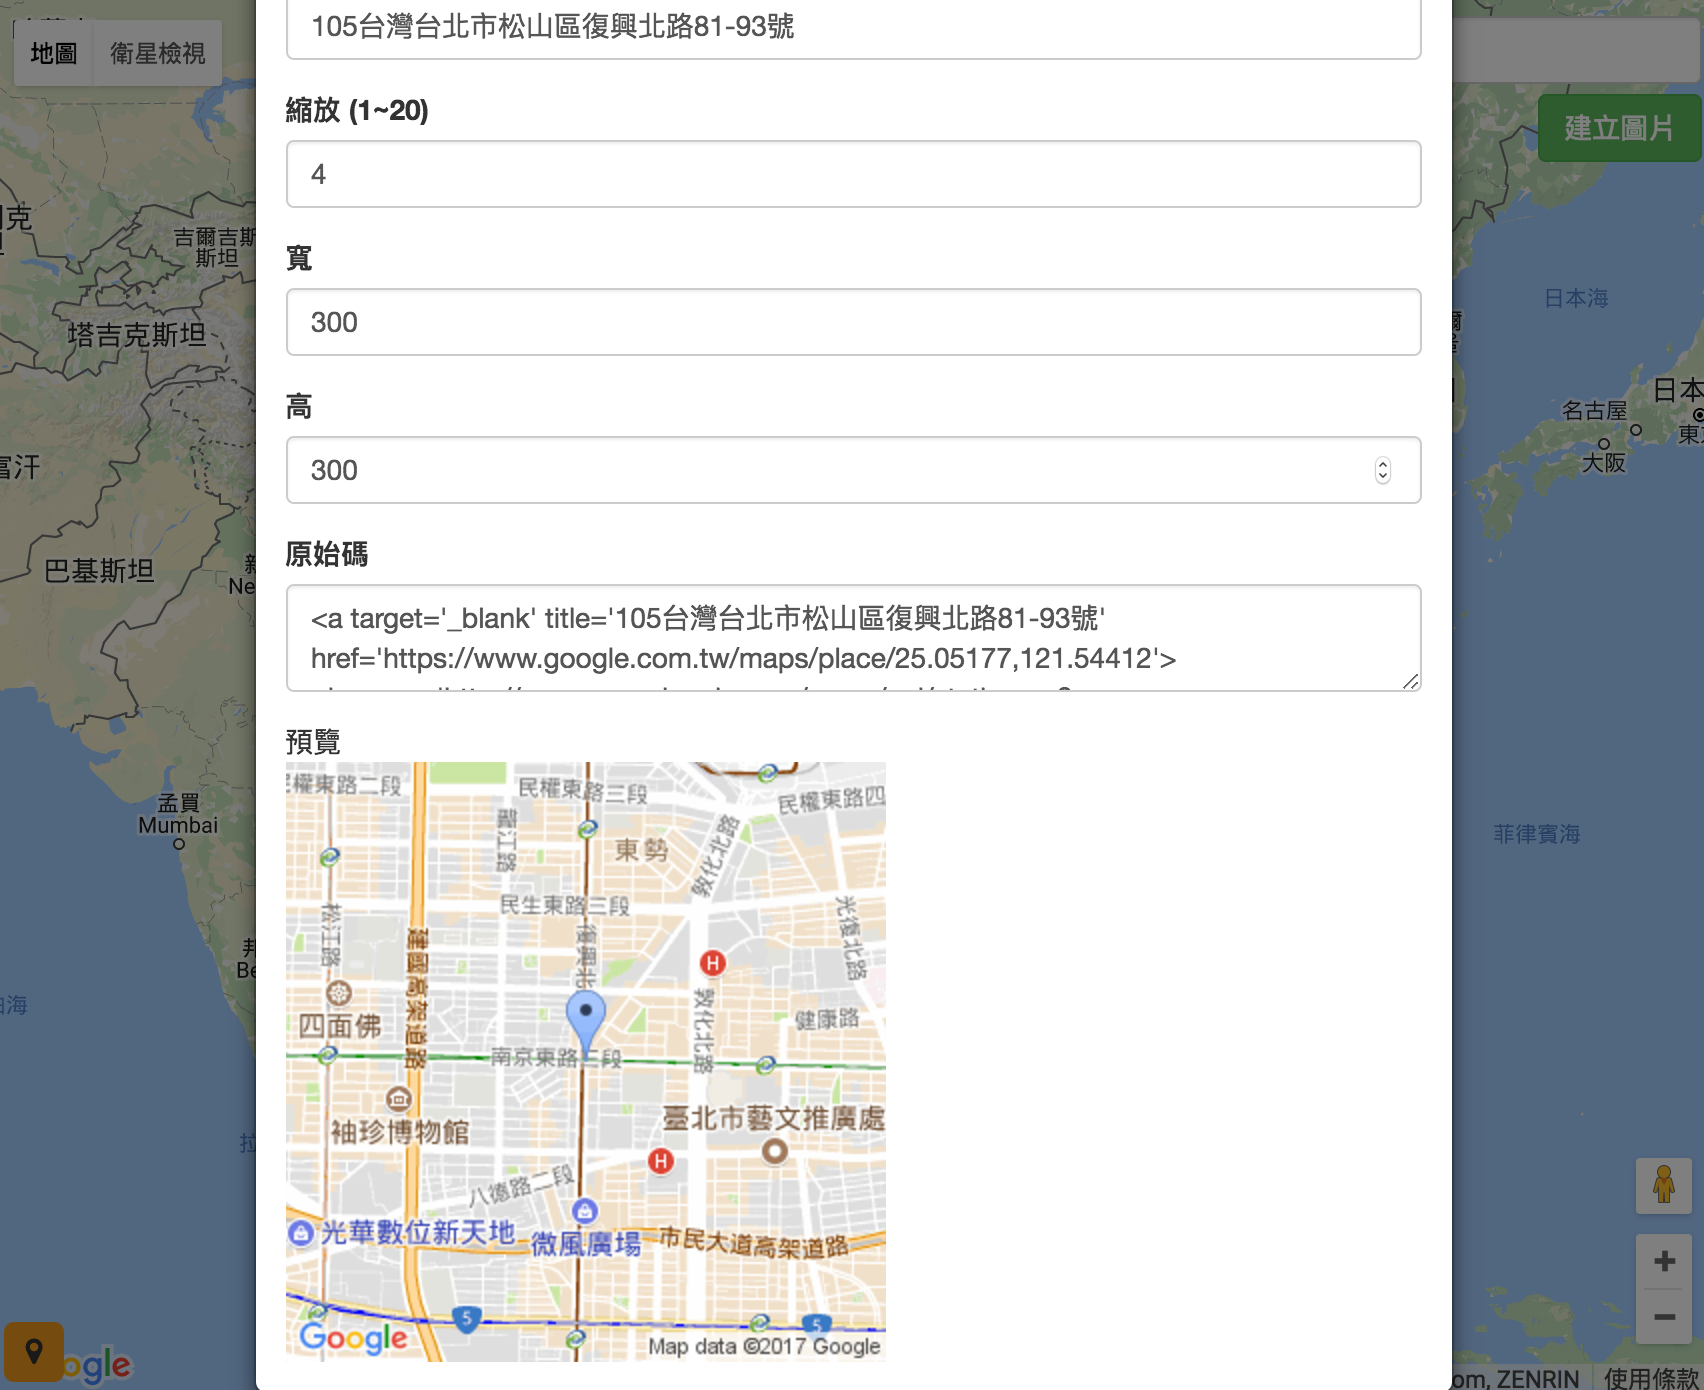 地圖
衛星檢視
105台灣台北市松山區復興北路81-93號
縮放 (1~20)
4
寬
300
高
300
原始碼
<a target='_blank' title='105台灣台北市松山區復興北路81-93號'
href='https://www.google.com.tw/maps/place/25.05177,121.54412'>
預覽
建立圖片
克
吉爾吉斯
斯坦
塔吉克斯坦
富汗
巴基斯坦
Ne
孟買
Mumbai
邦
Be
海
拉
日本海
日本
名古屋
東京
大阪
菲律賓海
民權東路二段
民權東路三段
民權東路四
龍江路
東勢
敦化北路
民生東路三段
光復北路
松江路
建國高架道路
復興北
H
敦化北路
健康路
四面佛
南京東路三段
臺北市藝文推廣處
袖珍博物館
H
八德路二段
光華數位新天地
微風廣場
市民大道高架道路
5
5
Google
Map data ©2017 Google
ogle
om, ZENRIN
使用條款